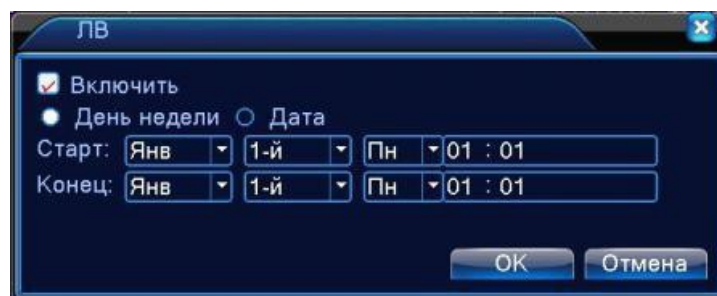 ЛВ
Включить
День недели Дата
Старт: Янв 1-й Пн 01 : 01
Конец: Янв 1-й Пн 01 : 01
OK Отмена